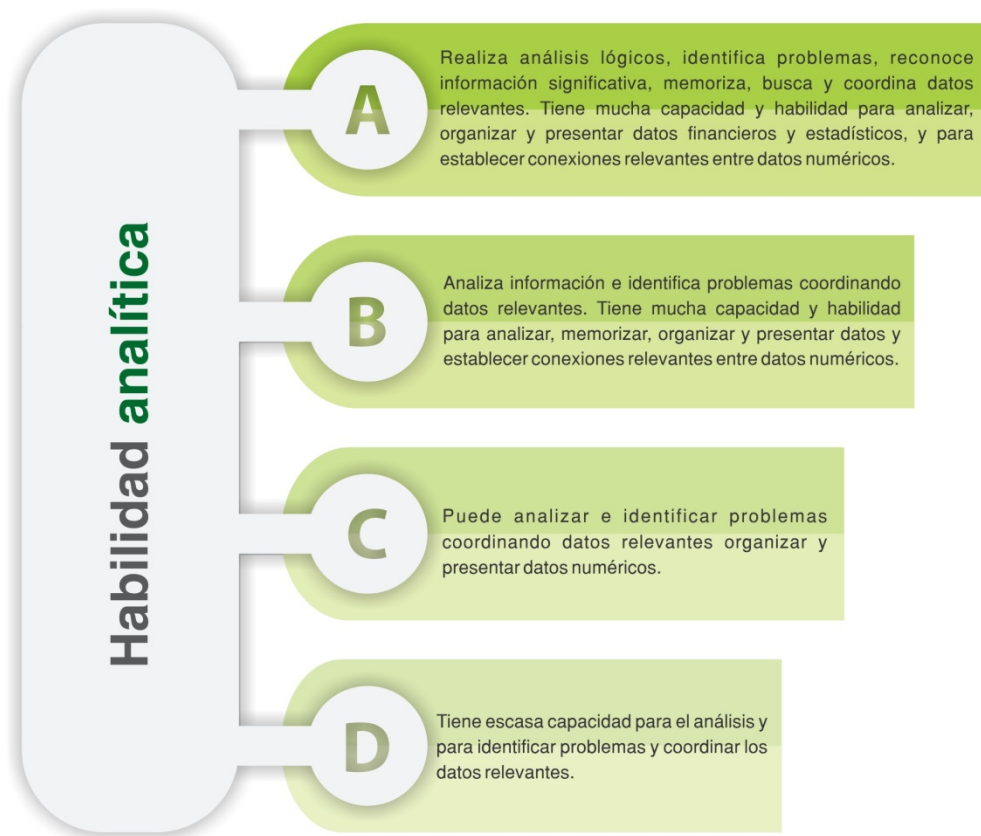 Habilidad analítica
A
Realiza análisis lógicos, identifica problemas, reconoce
información significativa, memoriza, busca y coordina datos
relevantes. Tiene mucha capacidad y habilidad para analizar,
organizar y presentar datos financieros y estadísticos, y para
establecer conexiones relevantes entre datos numéricos.
B
Analiza información e identifica problemas coordinando
datos relevantes. Tiene mucha capacidad y habilidad
para analizar, memorizar, organizar y presentar datos y
establecer conexiones relevantes entre datos numéricos.
C
Puede analizar e identificar problemas
coordinando datos relevantes organizar y
presentar datos numéricos.
D
Tiene escasa capacidad para el análisis y
para identificar problemas y coordinar los
datos relevantes.